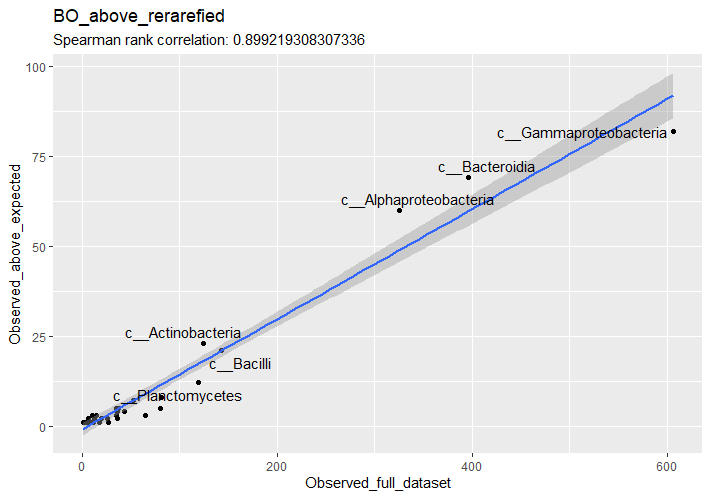 BO_above_rerarefied
Spearman rank correlation: 0.899219308307336
100
c__Gammaproteobacteria
75
c__Bacteroidia
c__Alphaproteobacteria
50
Observed_above_expected
c__Actinobacteria
25
c__Bacilli
c__Planctomycetes
0
0 200 400 600
Observed_full_dataset